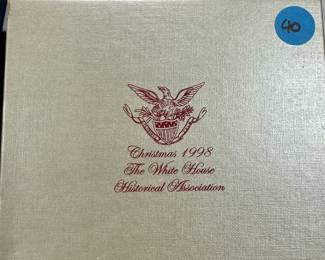 40
Christmas 1998
The White House
Historical Association